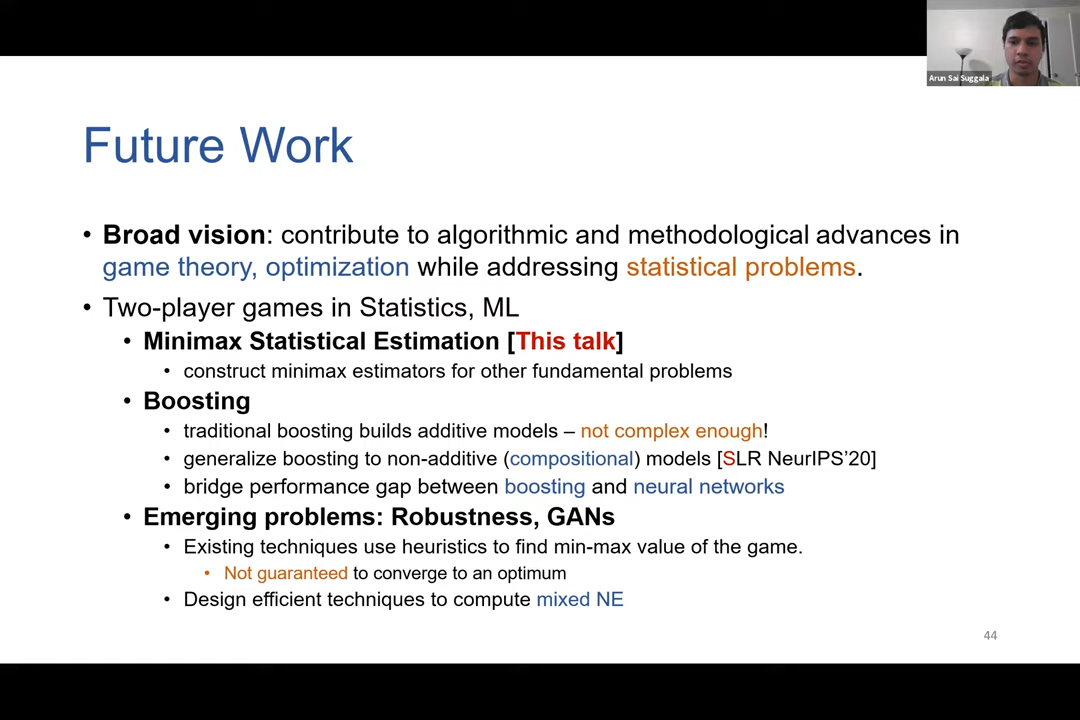 Arun Sai Suggala
Future Work
• Broad vision: contribute to algorithmic and methodological advances in
game theory, optimization while addressing statistical problems.
• Two-player games in Statistics, ML
• Minimax Statistical Estimation [This talk]
• construct minimax estimators for other fundamental problems
• Boosting
• traditional boosting builds additive models – not complex enough!
• generalize boosting to non-additive (compositional) models [SLR NeurIPS’20]
• bridge performance gap between boosting and neural networks
• Emerging problems: Robustness, GANs
• Existing techniques use heuristics to find min-max value of the game.
• Not guaranteed to converge to an optimum
• Design efficient techniques to compute mixed NE
44